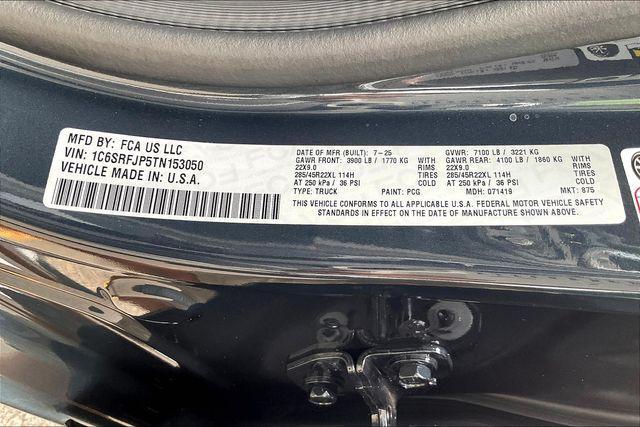 MFD BY: FCA US LLC
VIN: 1C6SRFJP5TN153050
VEHICLE MADE IN: U.S.A.
DATE OF MFR (BUILT): 7-25 GVWR: 7100 LB / 3221 KG
GAWR FRONT: 3900 LB / 1770 KG WITH GAWR REAR: 4100 LB / 1860 KG WITH
22X9.0 RIMS 22X9.0 RIMS
285/45R22XL 114H TIRES 285/45R22XL 114H TIRES
AT 250 kPa / 36 PSI COLD AT 250 kPa / 36 PSI COLD
TYPE: TRUCK PAINT: PCG. MDH: 071419 MKT: 875
THIS VEHICLE CONFORMS TO ALL APPLICABLE U.S.A. FEDERAL MOTOR VEHICLE SAFETY
STANDARDS IN EFFECT ON THE DATE OF MANUFACTURE SHOWN ABOVE.